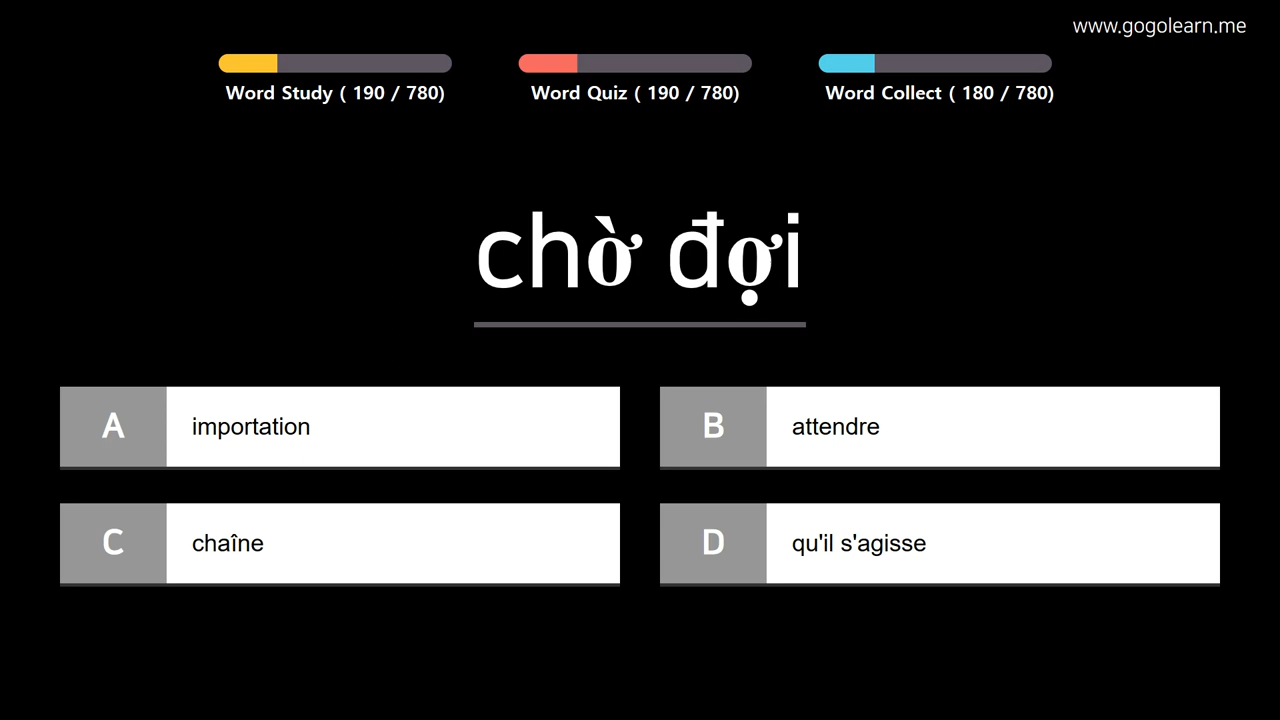 www.gogolearn.me
Word Study ( 190 / 780)
Word Quiz ( 190 / 780)
Word Collect ( 180 / 780)
chờ đợi
A importation
B attendre
C chaîne
D qu'il s'agisse